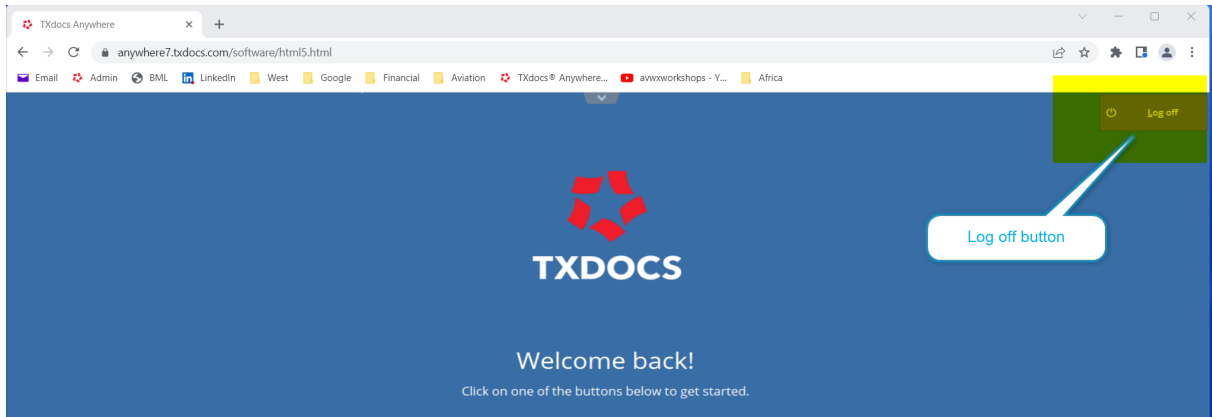 TXdocs Anywhere
anywhere7.txdocs.com/software/html5.html
Email Admin BML LinkedIn West Google Financial Aviation TXdocs® Anywhere... avwxworkshops - Y... Africa
Log off
Log off button
TXDOCS
Welcome back!
Click on one of the buttons below to get started.